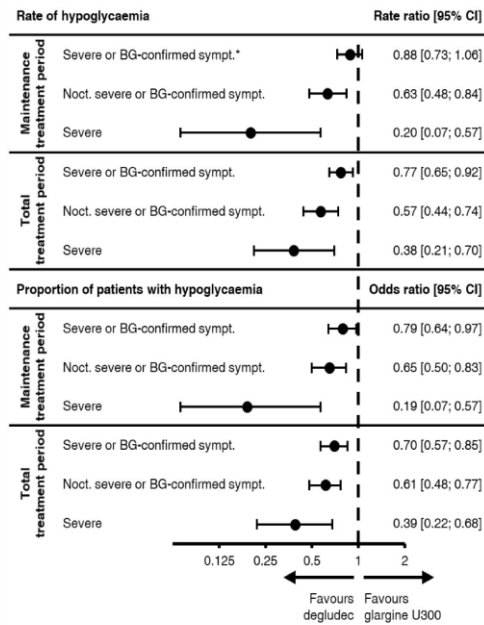 Rate of hypoglycaemia Rate ratio [95% CI]
Maintenance treatment period
Severe or BG-confirmed sympt.* 0.88 [0.73; 1.06]
Noct. severe or BG-confirmed sympt. 0.63 [0.48; 0.84]
Severe 0.20 [0.07; 0.57]
Total treatment period
Severe or BG-confirmed sympt. 0.77 [0.65; 0.92]
Noct. severe or BG-confirmed sympt. 0.57 [0.44; 0.74]
Severe 0.38 [0.21; 0.70]
Proportion of patients with hypoglycaemia Odds ratio [95% CI]
Maintenance treatment period
Severe or BG-confirmed sympt. 0.79 [0.64; 0.97]
Noct. severe or BG-confirmed sympt. 0.65 [0.50; 0.83]
Severe 0.19 [0.07; 0.57]
Total treatment period
Severe or BG-confirmed sympt. 0.70 [0.57; 0.85]
Noct. severe or BG-confirmed sympt. 0.61 [0.48; 0.77]
Severe 0.39 [0.22; 0.68]
0.125 0.25 0.5 1 2
Favours degludec
Favours glargine U300